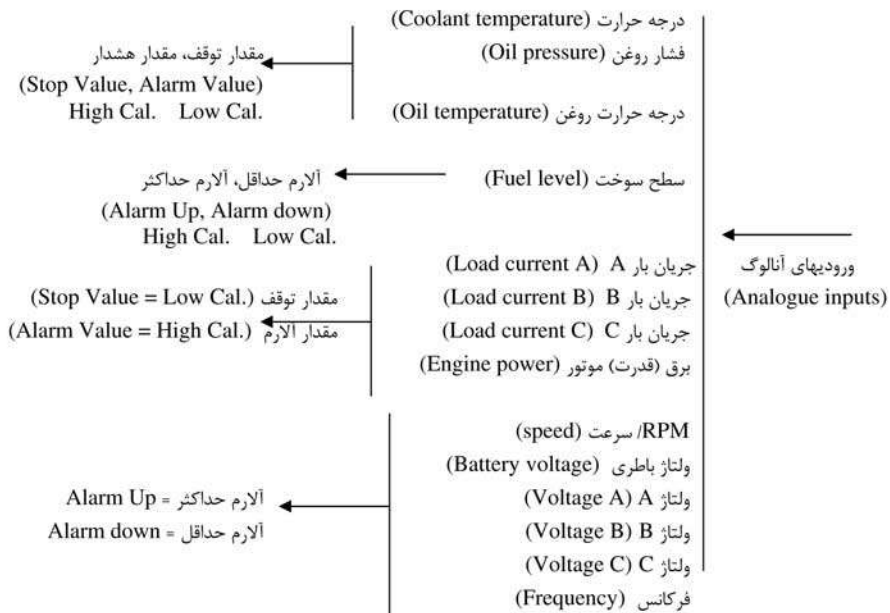 درجه حرارت (Coolant temperature)
فشار روغن (Oil pressure)
مقدار توقف، مقدار هشدار
(Stop Value, Alarm Value)
High Cal. Low Cal.
درجه حرارت روغن (Oil temperature)
سطح سوخت (Fuel level)
آلارم حداقل، آلارم حداکثر
(Alarm Up, Alarm down)
High Cal. Low Cal.
ورودیهای آنالوگ
(Analogue inputs)
جریان بار A (Load current A)
جریان بار B (Load current B)
جریان بار C (Load current C)
برق (قدرت) موتور (Engine power)
مقدار توقف (Stop Value = Low Cal.)
مقدار آلارم (Alarm Value = High Cal.)
RPM/ سرعت (speed)
ولتاژ باطری (Battery voltage)
ولتاژ A (Voltage A)
ولتاژ B (Voltage B)
ولتاژ C (Voltage C)
فرکانس (Frequency)
آلارم حداکثر = Alarm Up
آلارم حداقل = Alarm down